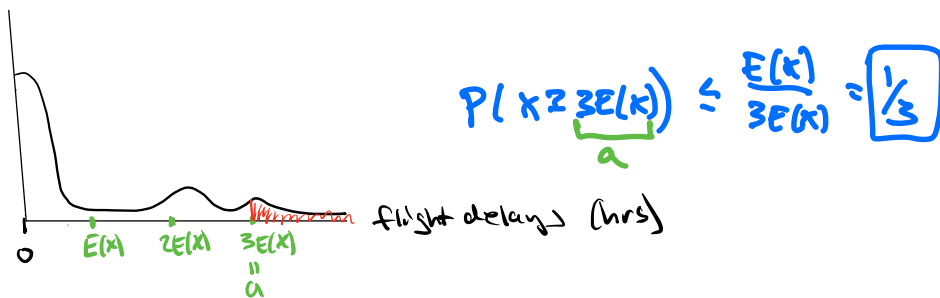 P(X ≥ 3E(X)) ≤ E(X)/3E(X) = 1/3
a
flight delays (hrs)
0 E(X) 2E(X) 3E(X)
=
a